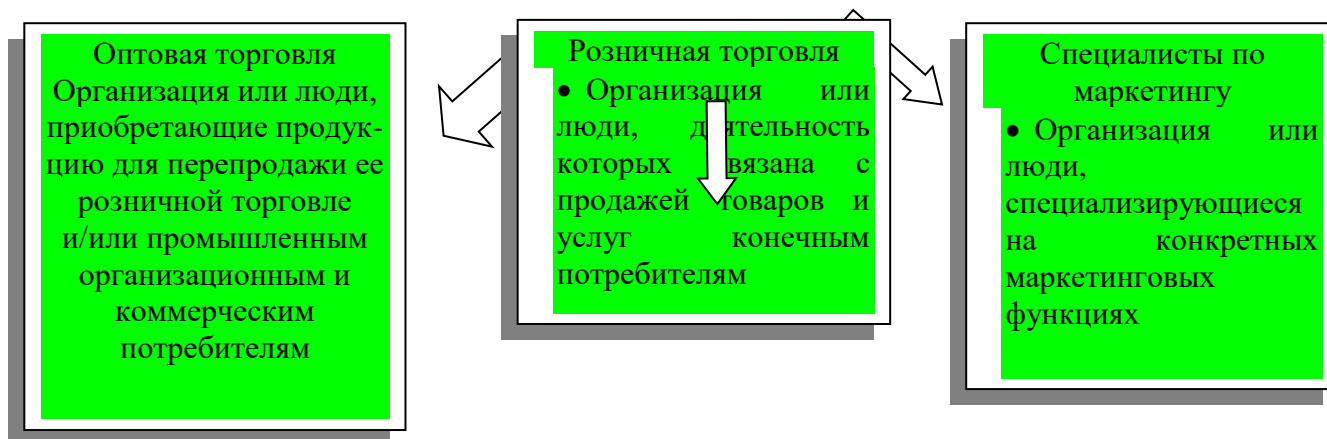 Оптовая торговля
Организация или люди,
приобретающие продук-
цию для перепродажи ее
розничной торговле
и/или промышленным
организационным и
коммерческим
потребителям
Розничная торговля
• Организация или
люди, деятельность
которых связана с
продажей товаров и
услуг конечным
потребителям
Специалисты по
маркетингу
• Организация или
люди,
специализирующиеся
на конкретных
маркетинговых
функциях